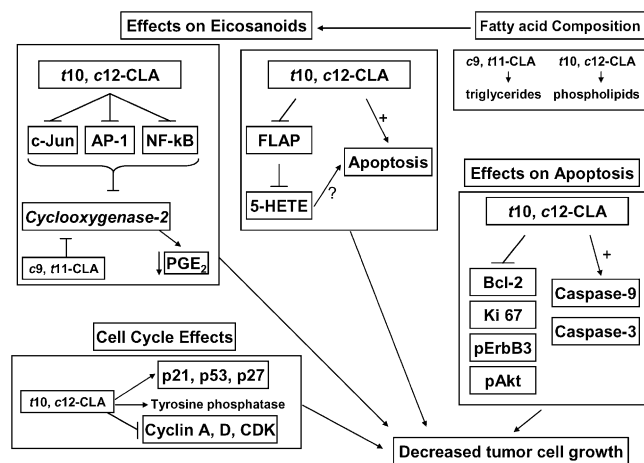 Effects on Eicosanoids
Fatty acid Composition
t10, c12-CLA
c-Jun
AP-1
NF-kB
Cyclooxygenase-2
c9, t11-CLA
PGE₂
t10, c12-CLA
+
FLAP
Apoptosis
5-HETE
?
c9, t11-CLA
t10, c12-CLA
triglycerides
phospholipids
Effects on Apoptosis
t10, c12-CLA
+
Bcl-2
Ki 67
pErbB3
pAkt
Caspase-9
Caspase-3
Cell Cycle Effects
t10, c12-CLA
p21, p53, p27
Tyrosine phosphatase
Cyclin A, D, CDK
Decreased tumor cell growth